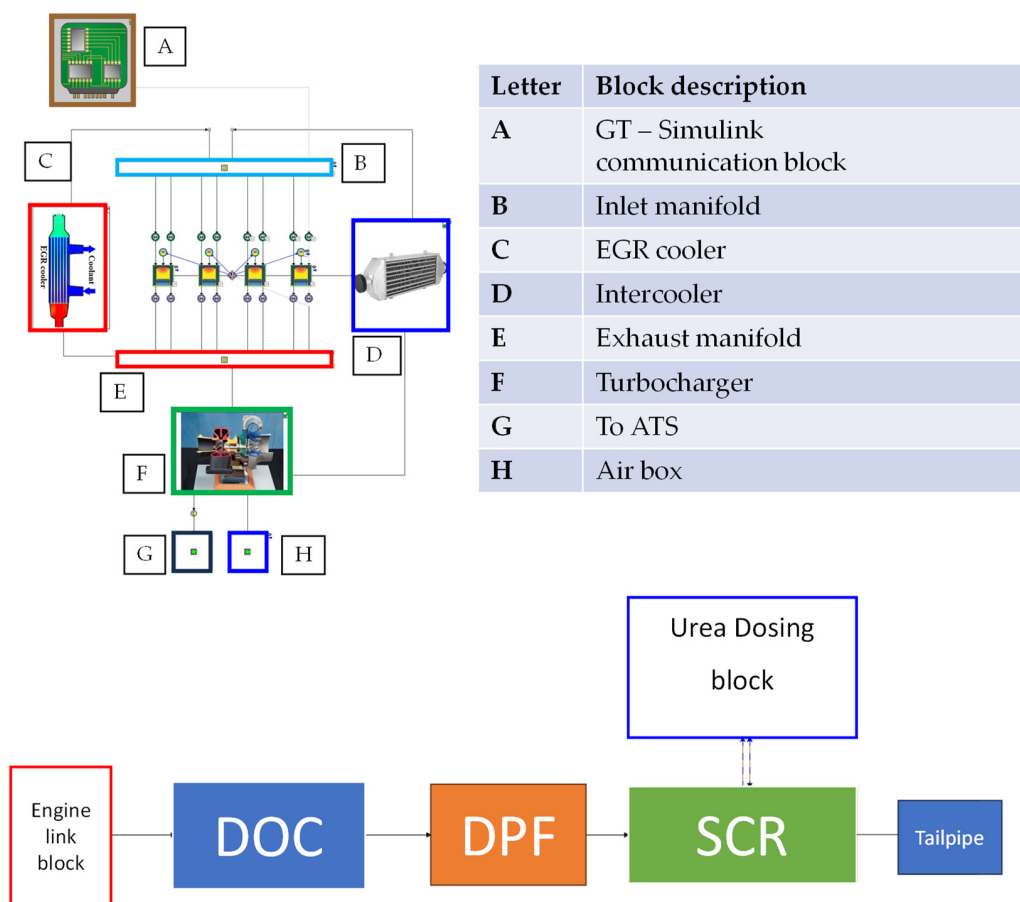 A
C
B
EGR cooler
Coolant
D
E
F
G
H
Letter Block description
A GT – Simulink
communication block
B Inlet manifold
C EGR cooler
D Intercooler
E Exhaust manifold
F Turbocharger
G To ATS
H Air box
Urea Dosing
block
Engine
link
block
DOC
DPF
SCR
Tailpipe